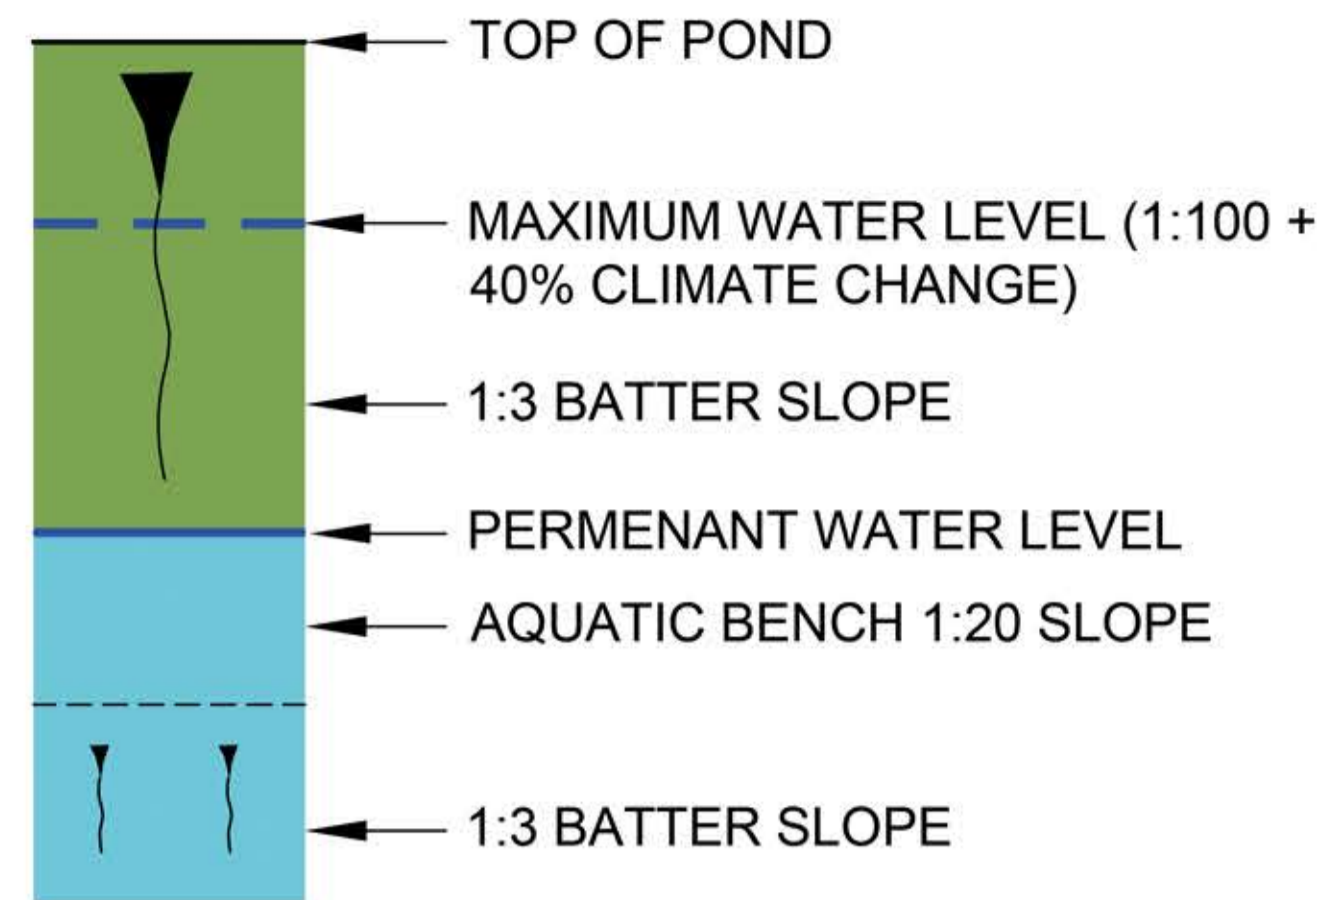 TOP OF POND
MAXIMUM WATER LEVEL (1:100 +
40% CLIMATE CHANGE)
1:3 BATTER SLOPE
PERMENANT WATER LEVEL
AQUATIC BENCH 1:20 SLOPE
1:3 BATTER SLOPE